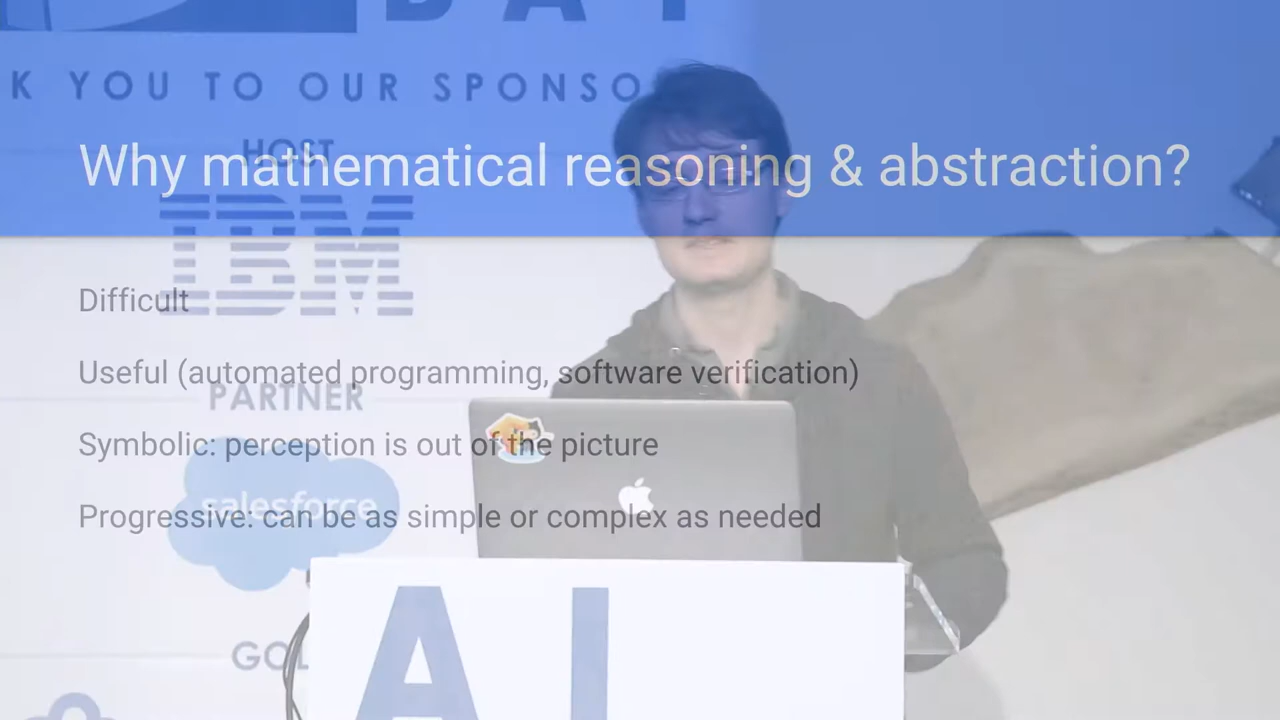 DAY
K YOU TO OUR SPONSO
HOST
Why mathematical reasoning & abstraction?
IBM
Difficult
Useful (automated programming, software verification)
PARTNER
Symbolic: perception is out of the picture
salesforce
Progressive: can be as simple or complex as needed
AI
GOL